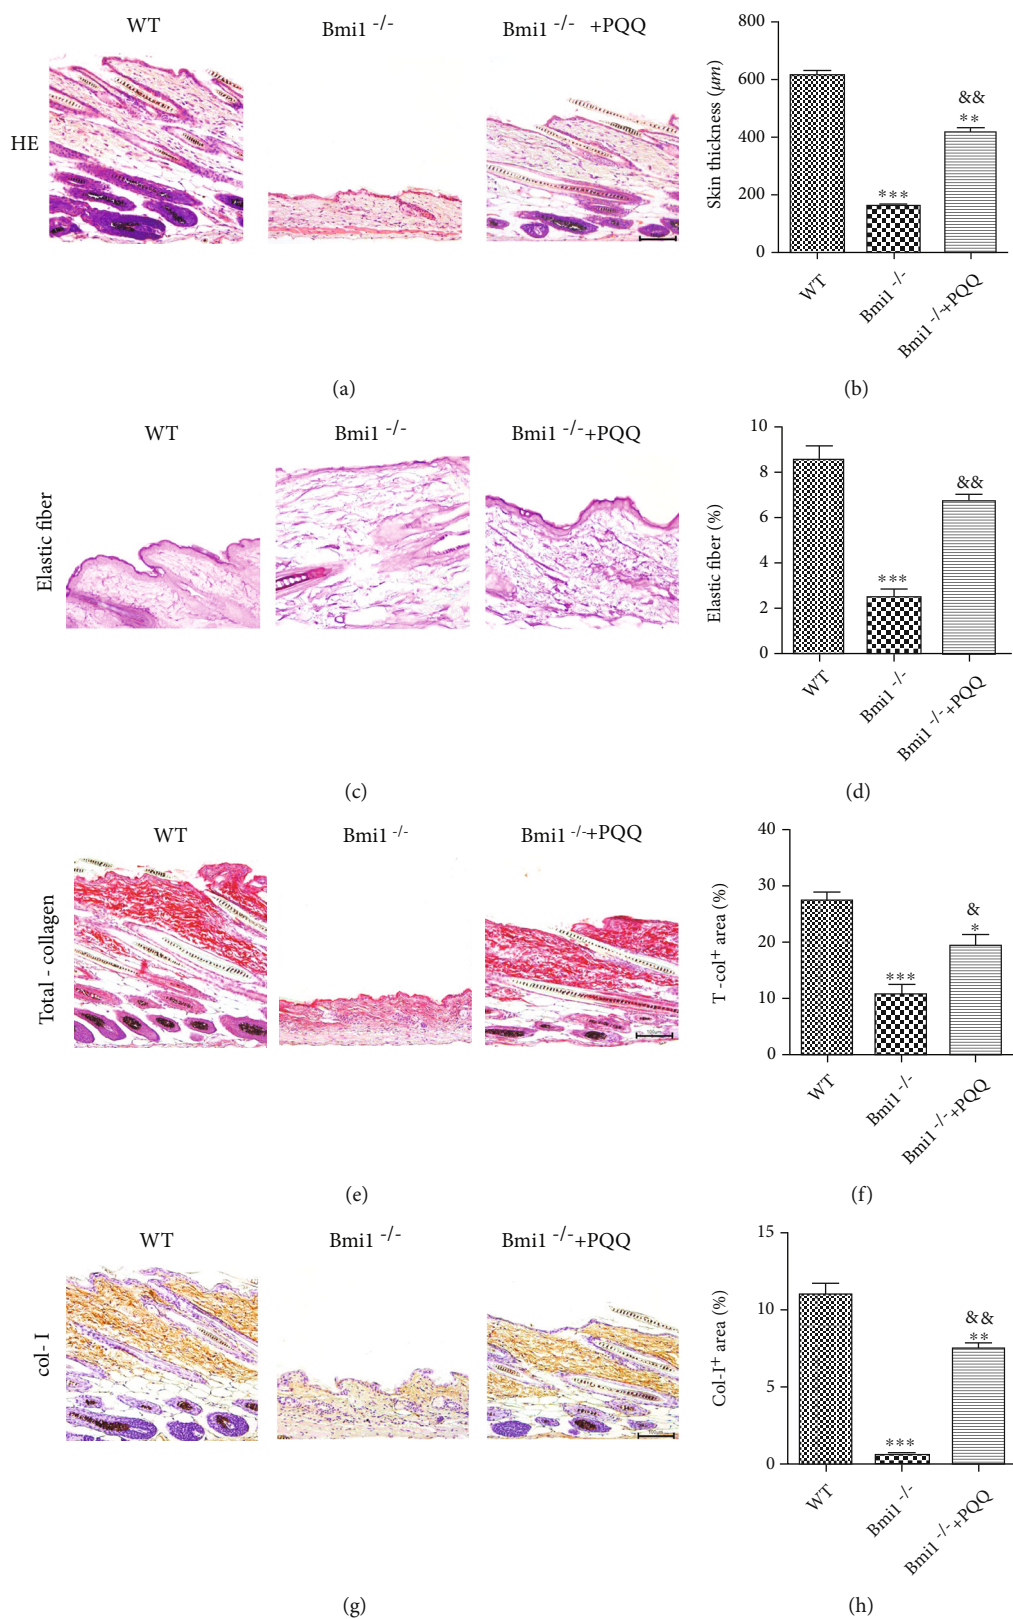 WT Bmi1 -/- Bmi1 -/- +PQQ
HE
(a)
800
600
400
200
0
Skin thickness (μm)
***
&&
**
WT Bmi1 -/- Bmi1 -/-+PQQ
(b)
WT Bmi1 -/- Bmi1 -/-+PQQ
Elastic fiber
(c)
10
8
6
4
2
0
Elastic fiber (%)
***
&&
WT Bmi1 -/- Bmi1 -/-+PQQ
(d)
WT Bmi1 -/- Bmi1 -/-+PQQ
Total - collagen
100μm
(e)
40
30
20
10
0
T -col+ area (%)
***
&
*
WT Bmi1 -/- Bmi1 -/-+PQQ
(f)
WT Bmi1 -/- Bmi1 -/-+PQQ
col- I
100μm
(g)
15
10
5
0
Col-I+ area (%)
***
&&
**
WT Bmi1 -/- Bmi1 -/-+PQQ
(h)